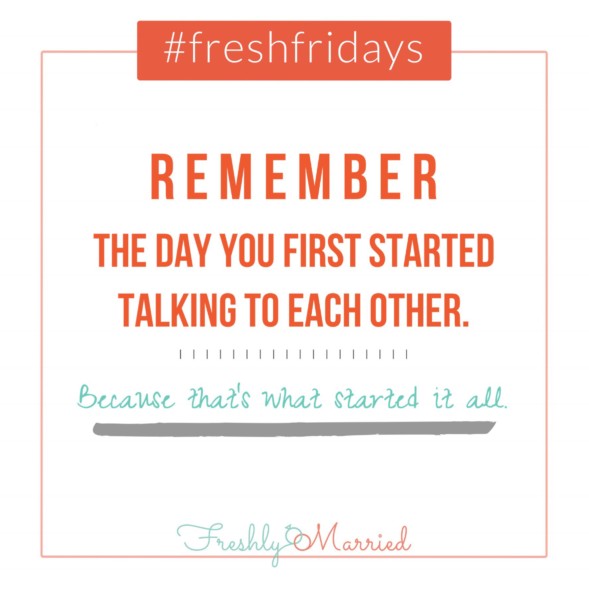 #freshfridays
REMEMBER
THE DAY YOU FIRST STARTED
TALKING TO EACH OTHER.
Because that's what started it all.
Freshly Married